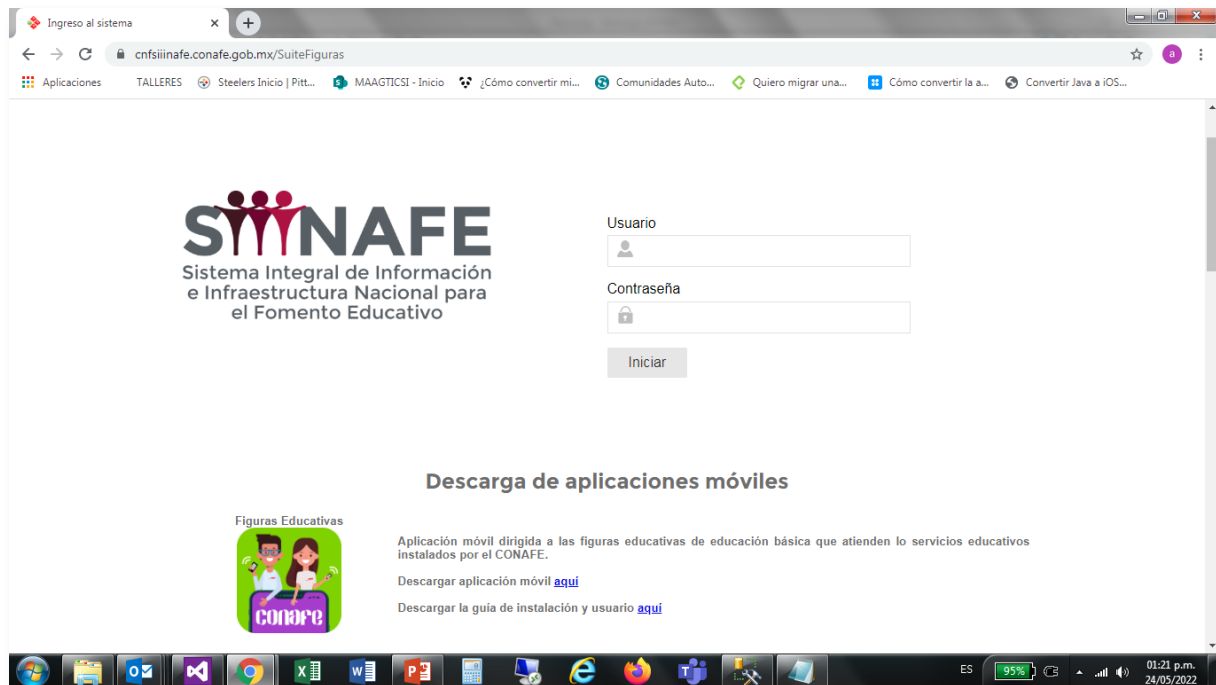 Ingreso al sistema
cnfsiiinafe.conafe.gob.mx/SuiteFiguras
a
Aplicaciones TALLERES Steelers Inicio | Pitt... MAAGTICSI - Inicio ¿Cómo convertir mi... Comunidades Auto... Quiero migrar una... Cómo convertir la a... Convertir Java a iOS...
SIIINAFE
Sistema Integral de Información
e Infraestructura Nacional para
el Fomento Educativo
Usuario
Contraseña
Iniciar
Descarga de aplicaciones móviles
Figuras Educativas
conafe
Aplicación móvil dirigida a las figuras educativas de educación básica que atienden lo servicios educativos
instalados por el CONAFE.
Descargar aplicación móvil aquí
Descargar la guía de instalación y usuario aquí
ES 95% 01:21 p.m.
24/05/2022